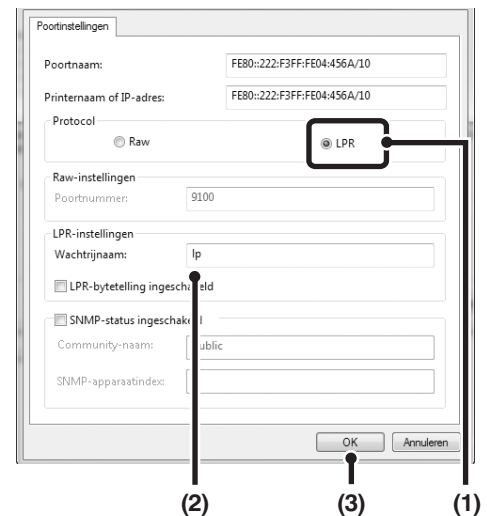 Poortinstellingen
Poortnaam: FE80::222:F3FF:FE04:456A/10
Printernaam of IP-adres: FE80::222:F3FF:FE04:456A/10
Protocol
Raw LPR
Raw-instellingen
Poortnummer: 9100
LPR-instellingen
Wachtrijnaam: lp
LPR-bytetelling ingeschakeld
SNMP-status ingeschakeld
Community-naam: public
SNMP-apparaatindex:
OK Annuleren
(2) (3) (1)